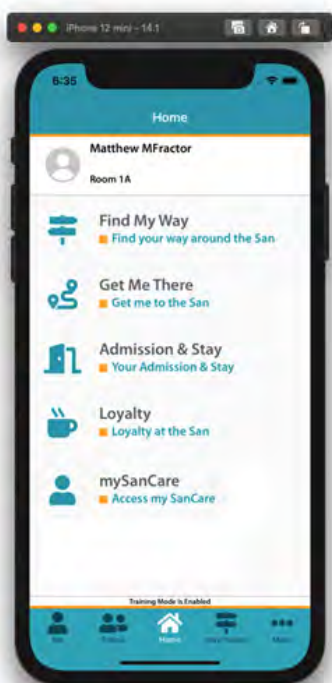 iPhone 12 mini - 14.1
6:35
Home
Matthew MFractor
Room 1A
Find My Way
Find your way around the San
Get Me There
Get me to the San
Admission & Stay
Your Admission & Stay
Loyalty
Loyalty at the San
mySanCare
Access my SanCare
Training Mode Is Enabled
Home